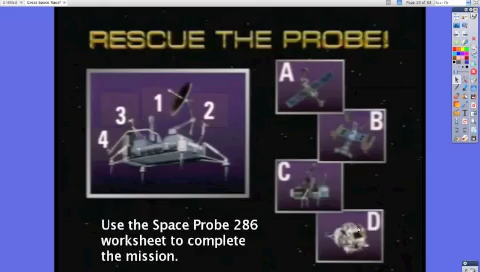 RESCUE THE PROBE!
A
1
3
2
B
4
C
Use the Space Probe 286
worksheet to complete
the mission.
D